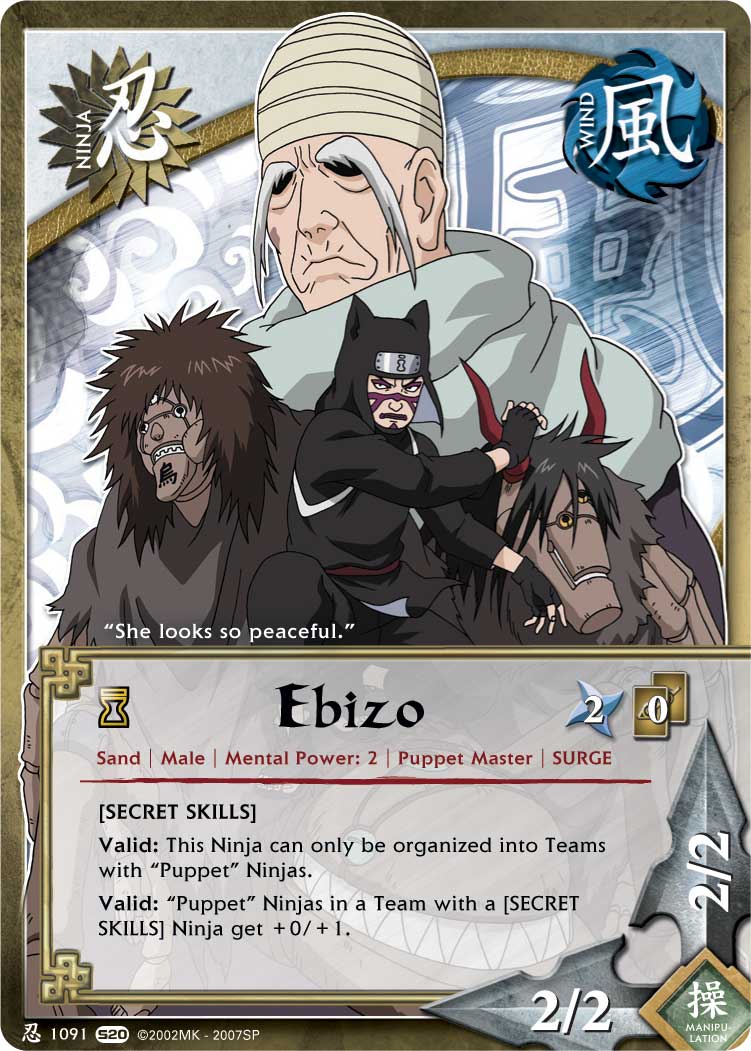 忍
NINJA
風
WIND
烏
“She looks so peaceful.”
Ebizo
2
0
Sand | Male | Mental Power: 2 | Puppet Master | SURGE
[SECRET SKILLS]
Valid: This Ninja can only be organized into Teams
with “Puppet” Ninjas.
Valid: “Puppet” Ninjas in a Team with a [SECRET
SKILLS] Ninja get +0/+1.
2/2
2/2
操
MANIPU-
LATION
忍 1091 S20 ©2002MK - 2007SP